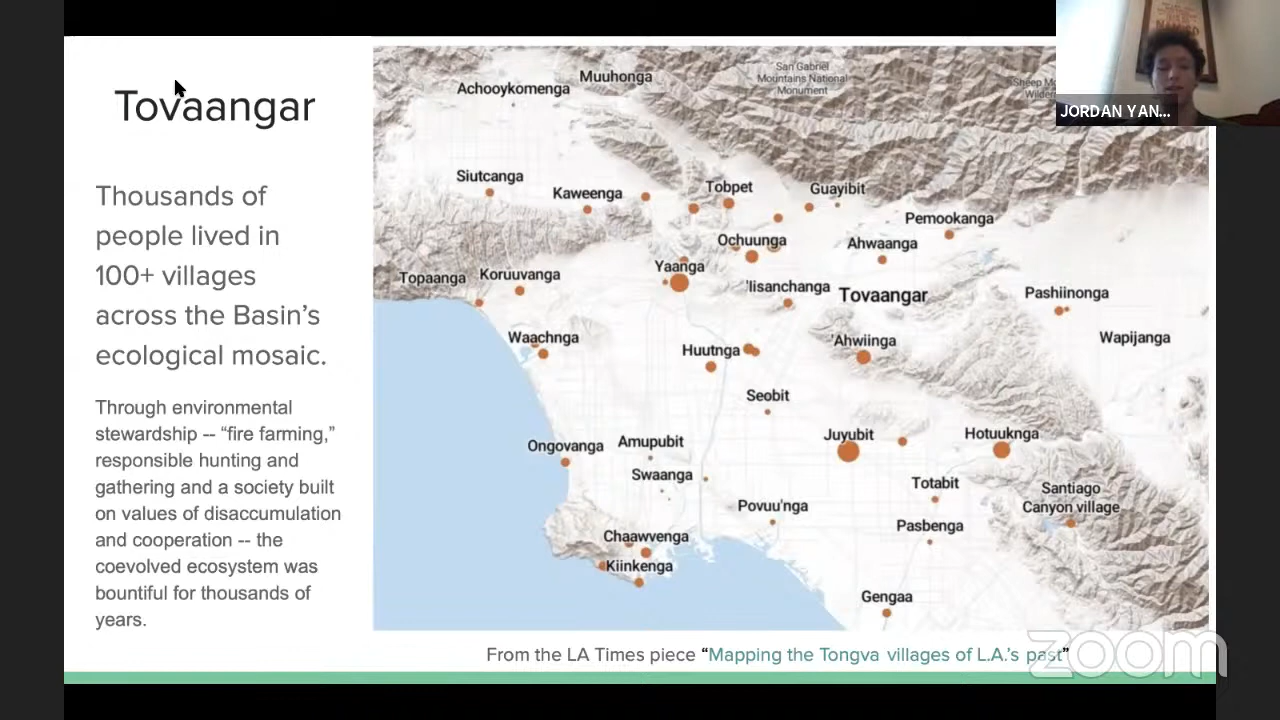 Tovaangar
Thousands of
people lived in
100+ villages
across the Basin’s
ecological mosaic.
Through environmental
stewardship -- “fire farming,”
responsible hunting and
gathering and a society built
on values of disaccumulation
and cooperation -- the
coevolved ecosystem was
bountiful for thousands of
years.
Muuhonga
Achooykomenga
San Gabriel
Mountains National
Monument
JORDAN YAN...
Siutcanga
Kaweenga
Tobpet
Guayibit
Pemookanga
Ochuunga
Ahwaanga
Yaanga
Topaanga
Koruuvanga
'Iisanchanga
Tovaangar
Pashiinonga
Waachnga
Huutnga
'Ahwiinga
Wapijanga
Seobit
Juyubit
Hotuuknga
Ongovanga
Amupubit
Swaanga
Totabit
Santiago
Canyon village
Povuu'nga
Pasbenga
Chaawvenga
Kiinkenga
Gengaa
From the LA Times piece “Mapping the Tongva villages of L.A.’s past”
zoom